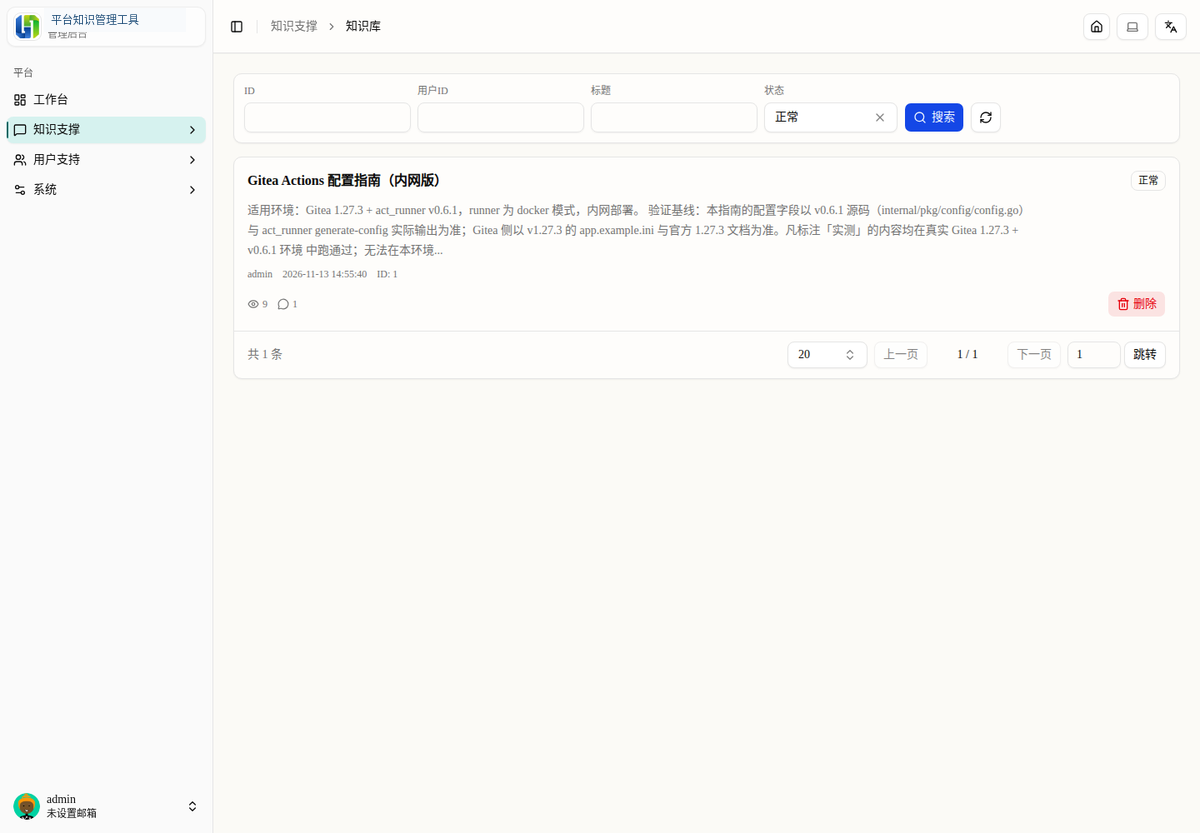 平台知识管理工具
管理后台
平台
工作台
知识支撑
用户支持
系统
admin
未设置邮箱
知识支撑 知识库
ID 用户ID 标题 状态
正常 搜索
Gitea Actions 配置指南（内网版） 正常
适用环境：Gitea 1.27.3 + act_runner v0.6.1，runner 为 docker 模式，内网部署。 验证基线：本指南的配置字段以 v0.6.1 源码（internal/pkg/config/config.go）
与 act_runner generate-config 实际输出为准；Gitea 侧以 v1.27.3 的 app.example.ini 与官方 1.27.3 文档为准。凡标注「实测」的内容均在真实 Gitea 1.27.3 +
v0.6.1 环境 中跑通过；无法在本环境...
admin 2026-11-13 14:55:40 ID: 1
9 1 删除
共 1 条 20 上一页 1 / 1 下一页 1 跳转